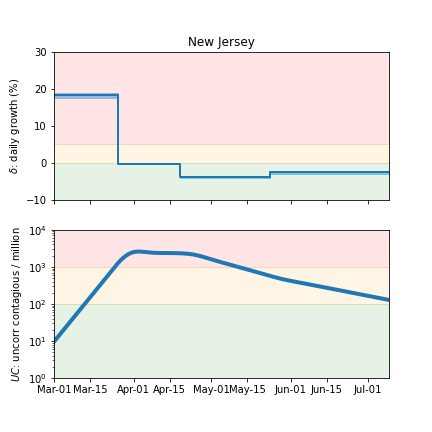 New Jersey
δ: daily growth (%)
30
20
10
0
−10
UC: uncorr contagious / million
10⁴
10³
10²
10¹
10⁰
Mar-01 Mar-15 Apr-01 Apr-15 May-01 May-15 Jun-01 Jun-15 Jul-01